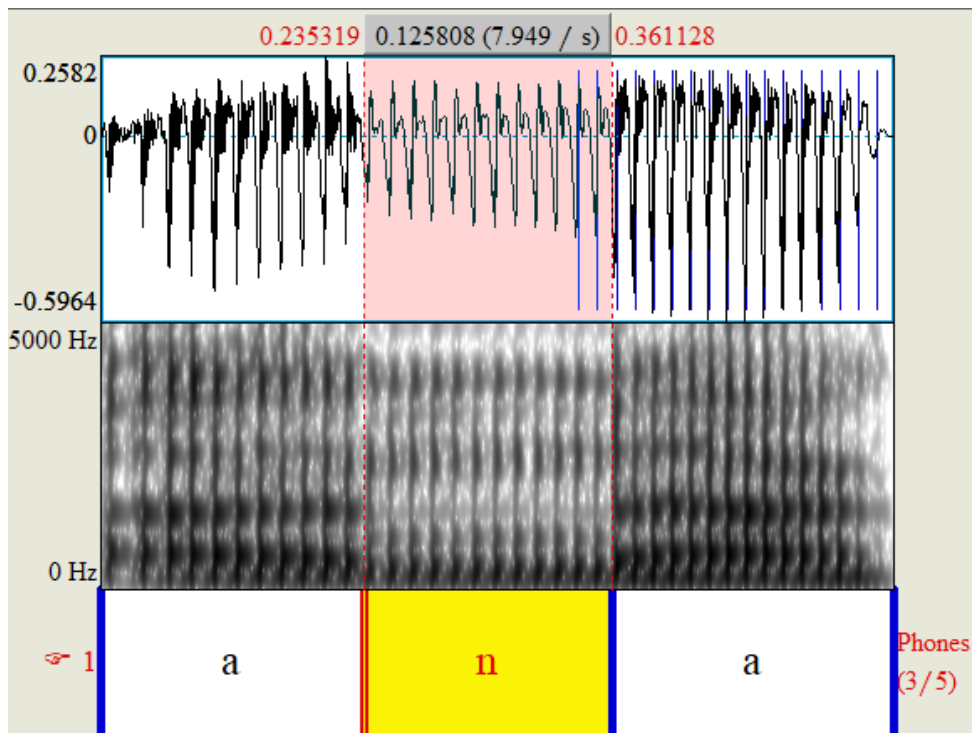 0.235319 0.125808 (7.949 / s) 0.361128
0.2582
0
-0.5964
5000 Hz
0 Hz
☞ 1 a n a Phones
(3/5)